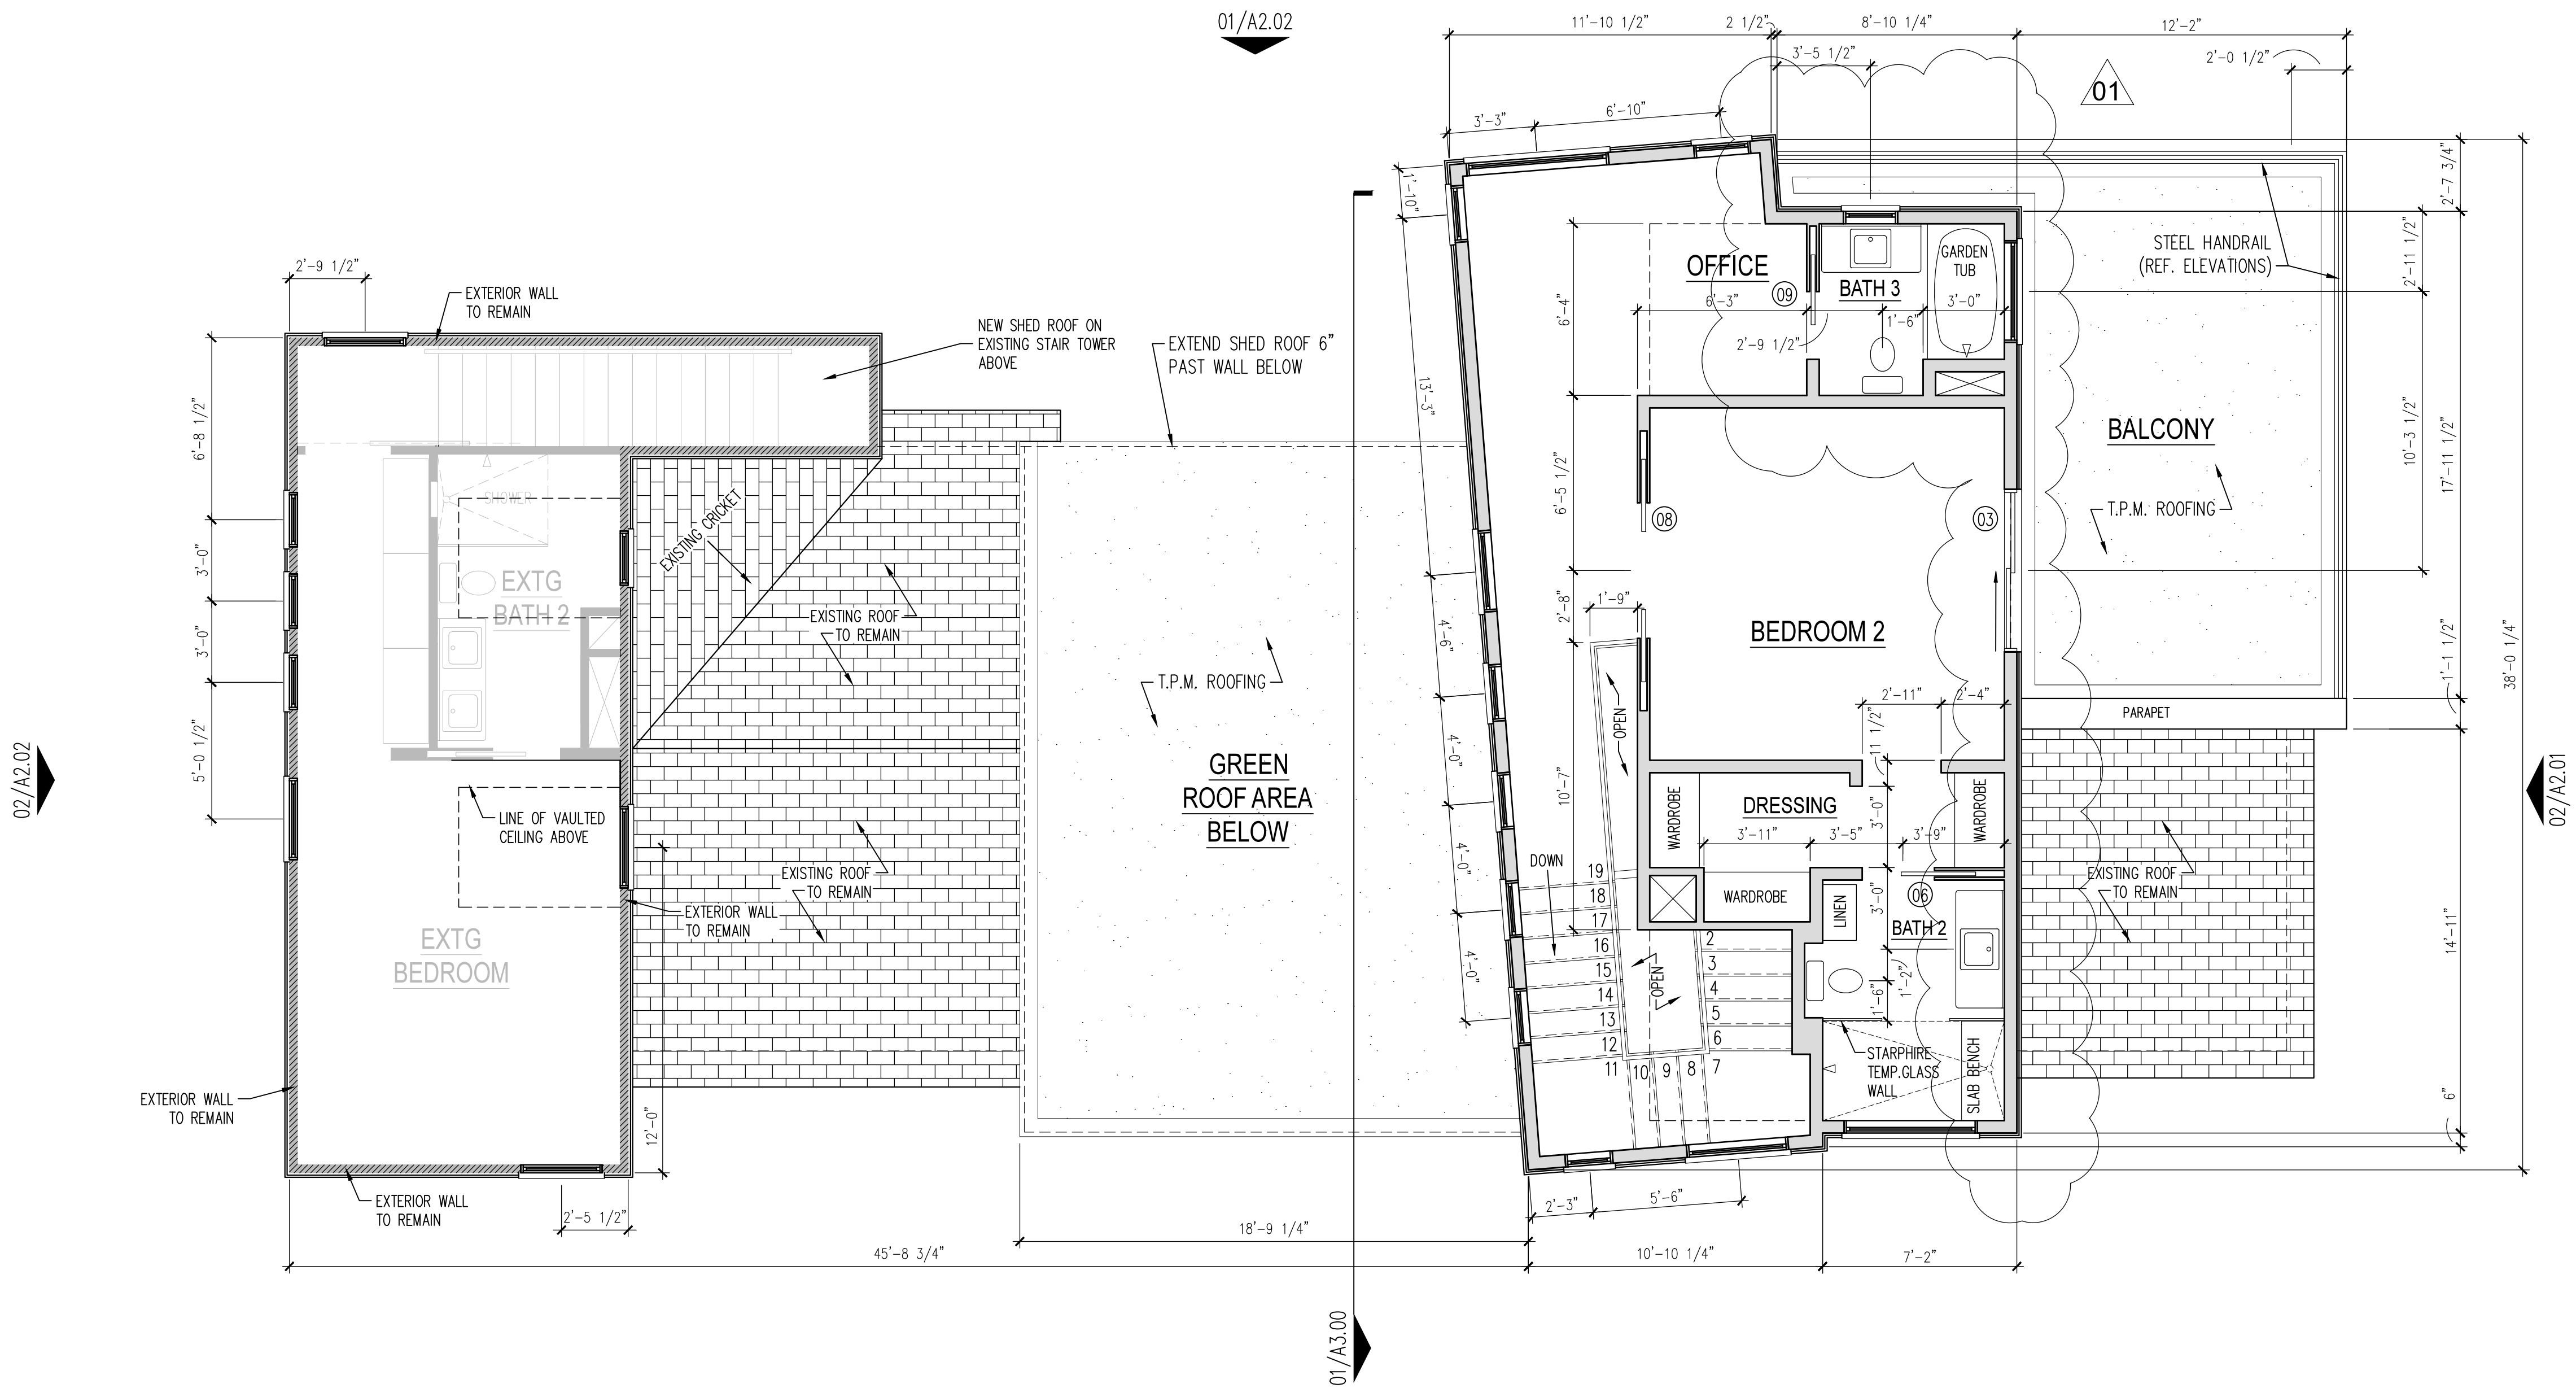 01/A2.02
11'-10 1/2"
2 1/2"
8'-10 1/4"
12'-2"
3'-5 1/2"
2'-0 1/2"
01
3'-3"
6'-10"
1'-10"
2'-7 3/4"
2'-9 1/2"
EXTERIOR WALL
TO REMAIN
NEW SHED ROOF ON
EXISTING STAIR TOWER
ABOVE
EXTEND SHED ROOF 6"
PAST WALL BELOW
6'-4"
OFFICE
09
6'-3"
BATH 3
GARDEN
TUB
3'-0"
1'-6"
2'-9 1/2"
STEEL HANDRAIL
(REF. ELEVATIONS)
2'-11 1/2"
6'-8 1/2"
13'-3"
6'-5 1/2"
BALCONY
10'-3 1/2"
17'-11 1/2"
SHOWER
EXISTING CRICKET
08
03
T.P.M. ROOFING
3'-0"
EXTG
BATH 2
EXISTING ROOF
TO REMAIN
1'-9"
2'-8"
4'-6"
BEDROOM 2
3'-0"
T.P.M. ROOFING
OPEN
2'-11"
2'-4"
11 1/2"
PARAPET
1'-1 1/2"
38'-0 1/4"
5'-0 1/2"
02/A2.02
GREEN
ROOF AREA
BELOW
4'-0"
10'-7"
WARDROBE
DRESSING
3'-0"
WARDROBE
02/A2.01
LINE OF VAULTED
CEILING ABOVE
3'-11"
3'-5"
3'-9"
EXISTING ROOF
TO REMAIN
4'-0"
DOWN
19
18
17
16
15
14
13
12
11
10
9
8
7
6
5
4
3
2
WARDROBE
LINEN
3'-0"
06
BATH 2
EXISTING ROOF
TO REMAIN
EXTERIOR WALL
TO REMAIN
EXTG
BEDROOM
4'-0"
OPEN
1'-2"
1'-6"
14'-11"
STARPHIRE
TEMP.GLASS
WALL
SLAB BENCH
6"
EXTERIOR WALL
TO REMAIN
12'-0"
EXTERIOR WALL
TO REMAIN
2'-5 1/2"
2'-3"
5'-6"
18'-9 1/4"
45'-8 3/4"
10'-10 1/4"
7'-2"
01/A3.00